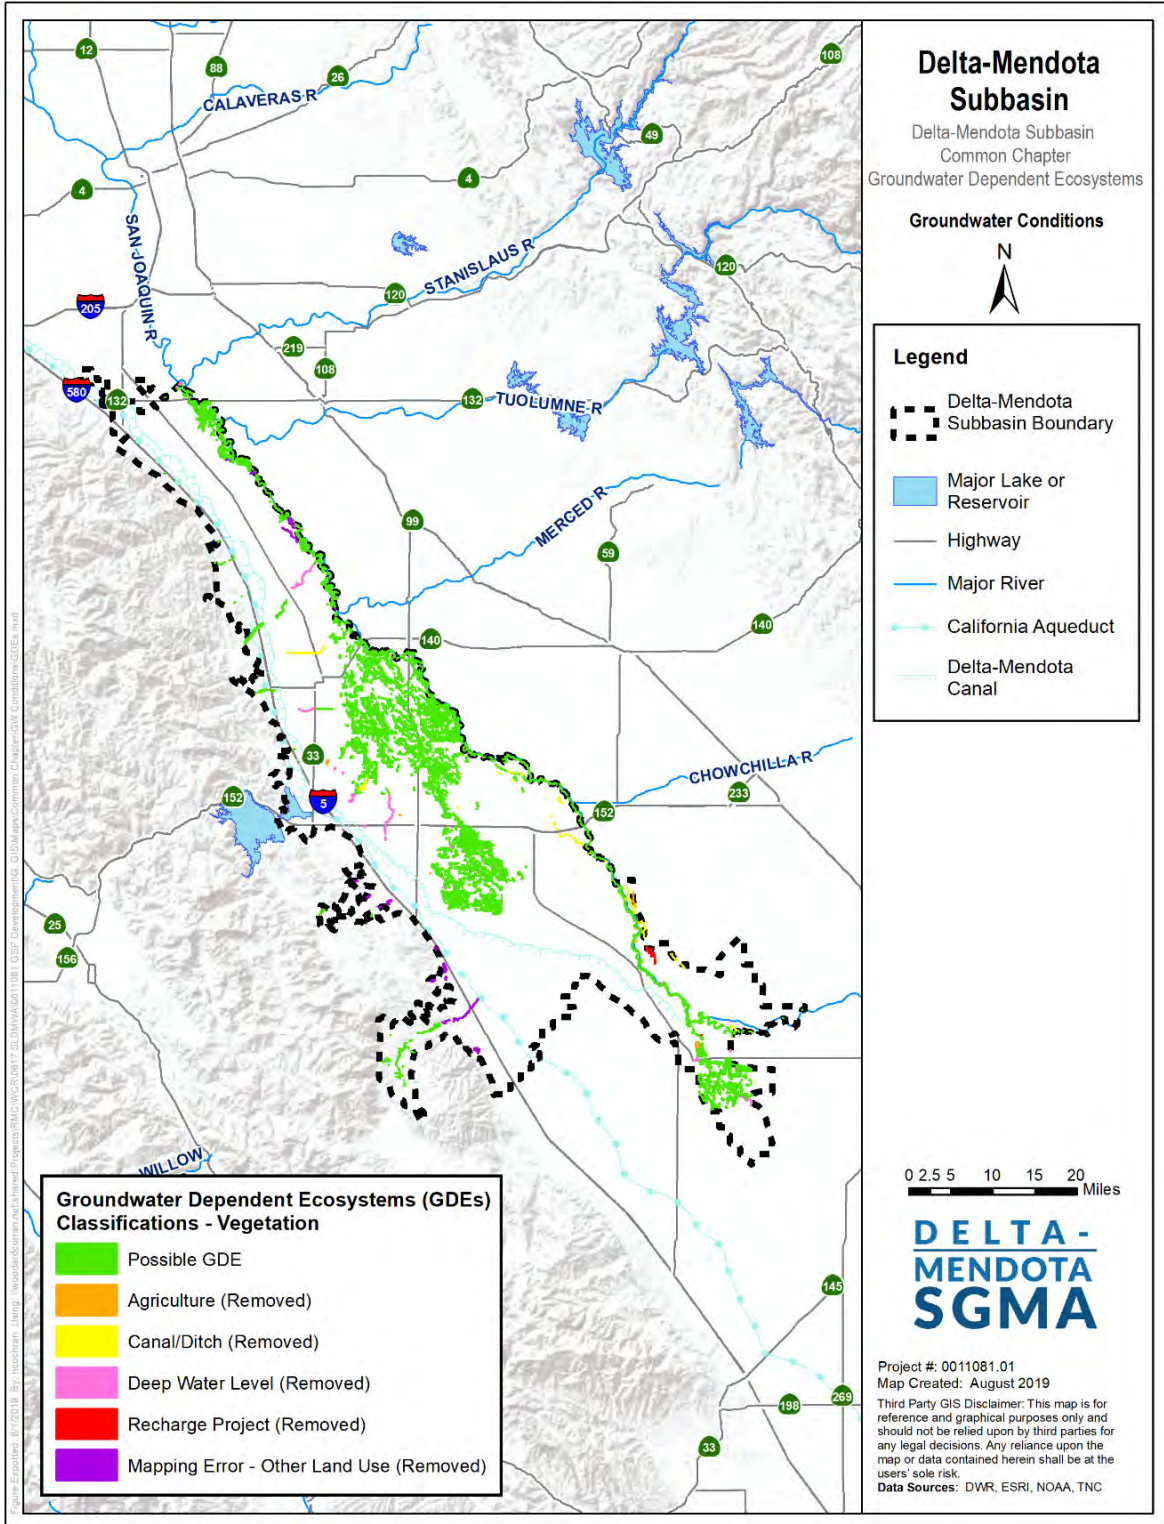 Delta-Mendota
Subbasin
Delta-Mendota Subbasin
Common Chapter
Groundwater Dependent Ecosystems
Groundwater Conditions
N
Legend
Delta-Mendota
Subbasin Boundary
Major Lake or
Reservoir
Highway
Major River
California Aqueduct
Delta-Mendota
Canal
0 2.5 5 10 15 20
Miles
DELTA-
MENDOTA
SGMA
Project #: 0011081.01
Map Created: August 2019
Third Party GIS Disclaimer: This map is for
reference and graphical purposes only and
should not be relied upon by third parties for
any legal decisions. Any reliance upon the
map or data contained herein shall be at the
users' sole risk.
Data Sources: DWR, ESRI, NOAA, TNC
12
88
26
108
CALAVERAS R
49
4
4
SAN JOAQUIN R
STANISLAUS R
120
120
205
219
108
580
132
132
TUOLUMNE R
MERCED R
99
59
140
140
33
CHOWCHILLA R
152
5
152
233
25
156
WILLOW
145
198
269
33
Groundwater Dependent Ecosystems (GDEs)
Classifications - Vegetation
Possible GDE
Agriculture (Removed)
Canal/Ditch (Removed)
Deep Water Level (Removed)
Recharge Project (Removed)
Mapping Error - Other Land Use (Removed)